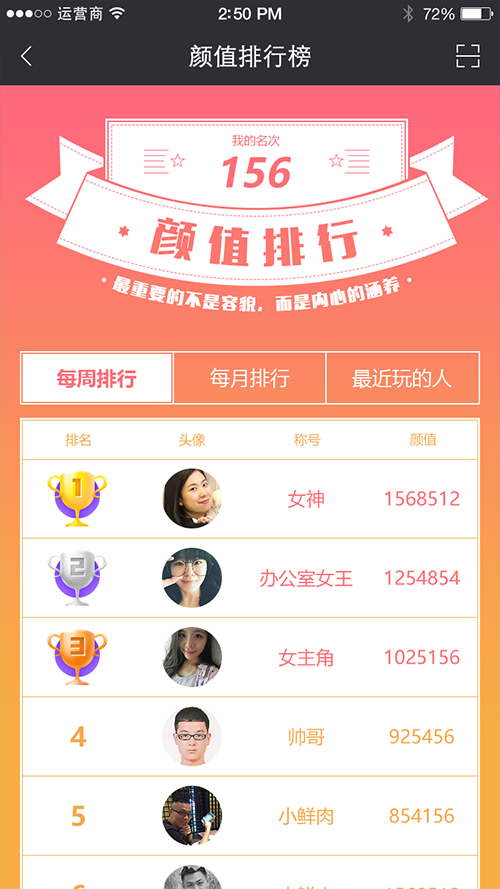 运营商
2:50 PM
72%
颜值排行榜
我的名次
156
颜值排行
·最重要的不是容貌，而是内心的涵养·
每周排行
每月排行
最近玩的人
排名 头像 称号 颜值
1 女神 1568512
2 办公室女王 1254854
3 女主角 1025156
4 帅哥 925456
5 小鲜肉 854156